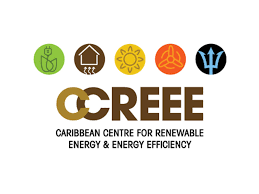 CCREEE
CARIBBEAN CENTRE FOR RENEWABLE
ENERGY & ENERGY EFFICIENCY